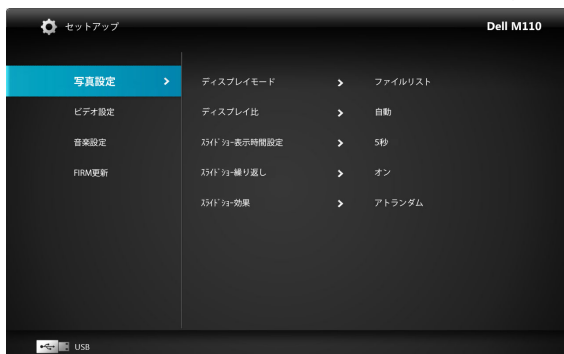 セットアップ
Dell M110
写真設定 >
ディスプレイモード > ファイルリスト
ビデオ設定
ディスプレイ比 > 自動
音楽設定
ｽﾗｲﾄﾞｼｮｰ表示時間設定 > 5秒
FIRM更新
ｽﾗｲﾄﾞｼｮｰ繰り返し > オン
ｽﾗｲﾄﾞｼｮｰ効果 > アトランダム
USB